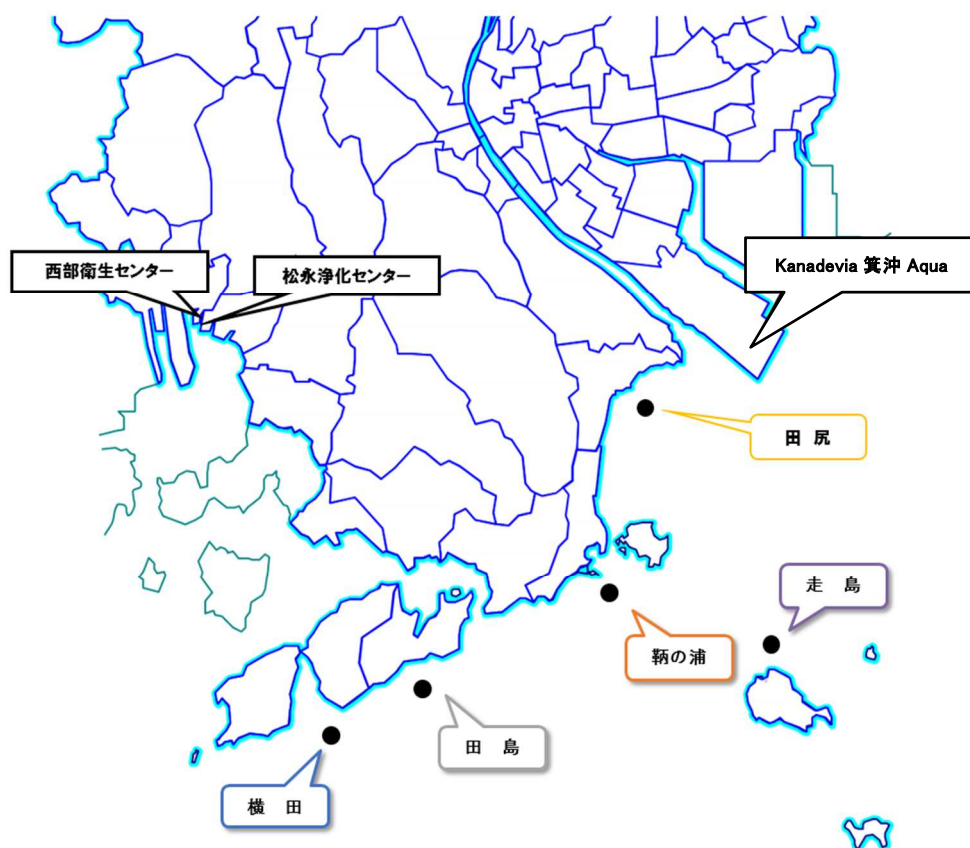 西部衛生センター
松永浄化センター
Kanadevia 箕沖 Aqua
田 尻
走 島
鞆の浦
田 島
横 田